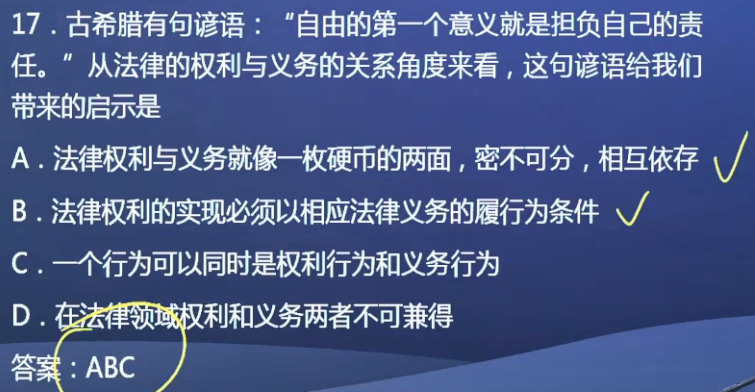 17．古希腊有句谚语：“自由的第一个意义就是担负自己的责
任。”从法律的权利与义务的关系角度来看，这句谚语给我们
带来的启示是
A．法律权利与义务就像一枚硬币的两面，密不可分，相互依存
B．法律权利的实现必须以相应法律义务的履行为条件
C．一个行为可以同时是权利行为和义务行为
D．在法律领域权利和义务两者不可兼得
答案：ABC